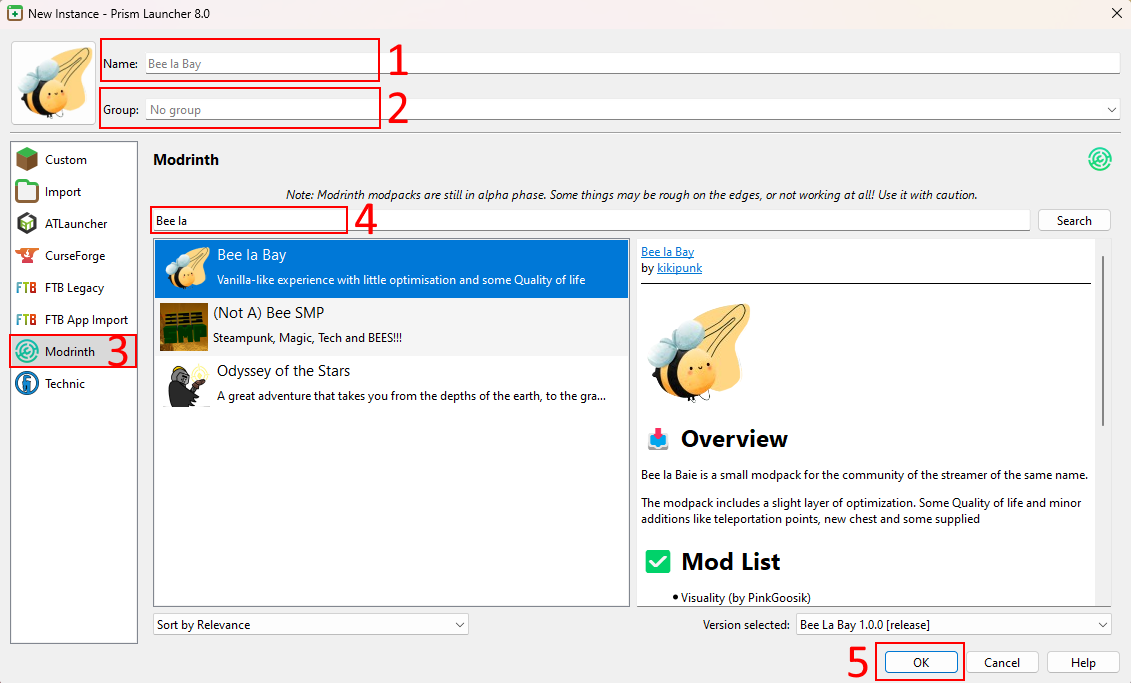 New Instance - Prism Launcher 8.0
Name: Bee la Bay 1
Group: No group 2
Custom
Import
ATLauncher
CurseForge
FTB FTB Legacy
FTB FTB App Import
Modrinth 3
Technic
Modrinth
Note: Modrinth modpacks are still in alpha phase. Some things may be rough on the edges, or not working at all! Use it with caution.
Bee la 4 Search
Bee la Bay
Vanilla-like experience with little optimisation and some Quality of life
SMP
(Not A) Bee SMP
Steampunk, Magic, Tech and BEES!!!
Odyssey of the Stars
A great adventure that takes you from the depths of the earth, to the gra...
Bee la Bay
by kikipunk
Overview
Bee la Baie is a small modpack for the community of the streamer of the same name.
The modpack includes a slight layer of optimization. Some Quality of life and minor
additions like teleportation points, new chest and some supplied
Mod List
• Visuality (by PinkGoosik)
Sort by Relevance
Version selected: Bee La Bay 1.0.0 [release]
5 OK Cancel Help